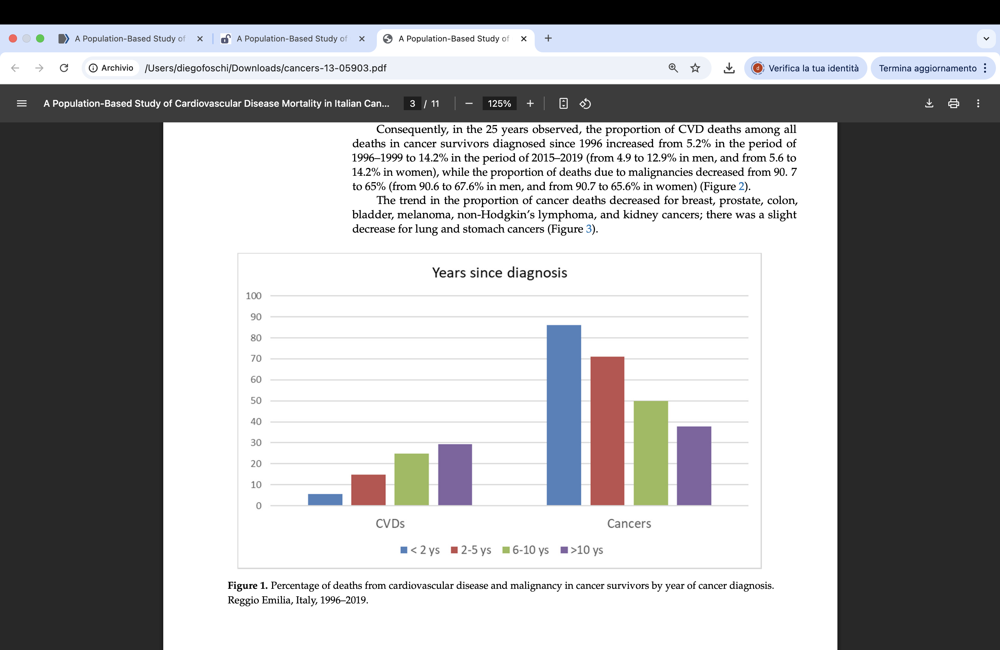 A Population-Based Study of
A Population-Based Study of
A Population-Based Study of
Archivio /Users/diegofoschi/Downloads/cancers-13-05903.pdf
d Verifica la tua identità
Termina aggiornamento
A Population-Based Study of Cardiovascular Disease Mortality in Italian Can... 3 / 11 125%
Consequently, in the 25 years observed, the proportion of CVD deaths among all
deaths in cancer survivors diagnosed since 1996 increased from 5.2% in the period of
1996–1999 to 14.2% in the period of 2015–2019 (from 4.9 to 12.9% in men, and from 5.6 to
14.2% in women), while the proportion of deaths due to malignancies decreased from 90. 7
to 65% (from 90.6 to 67.6% in men, and from 90.7 to 65.6% in women) (Figure 2).
The trend in the proportion of cancer deaths decreased for breast, prostate, colon,
bladder, melanoma, non-Hodgkin’s lymphoma, and kidney cancers; there was a slight
decrease for lung and stomach cancers (Figure 3).
Years since diagnosis
100
90
80
70
60
50
40
30
20
10
0
CVDs Cancers
< 2 ys 2-5 ys 6-10 ys >10 ys
Figure 1. Percentage of deaths from cardiovascular disease and malignancy in cancer survivors by year of cancer diagnosis.
Reggio Emilia, Italy, 1996–2019.